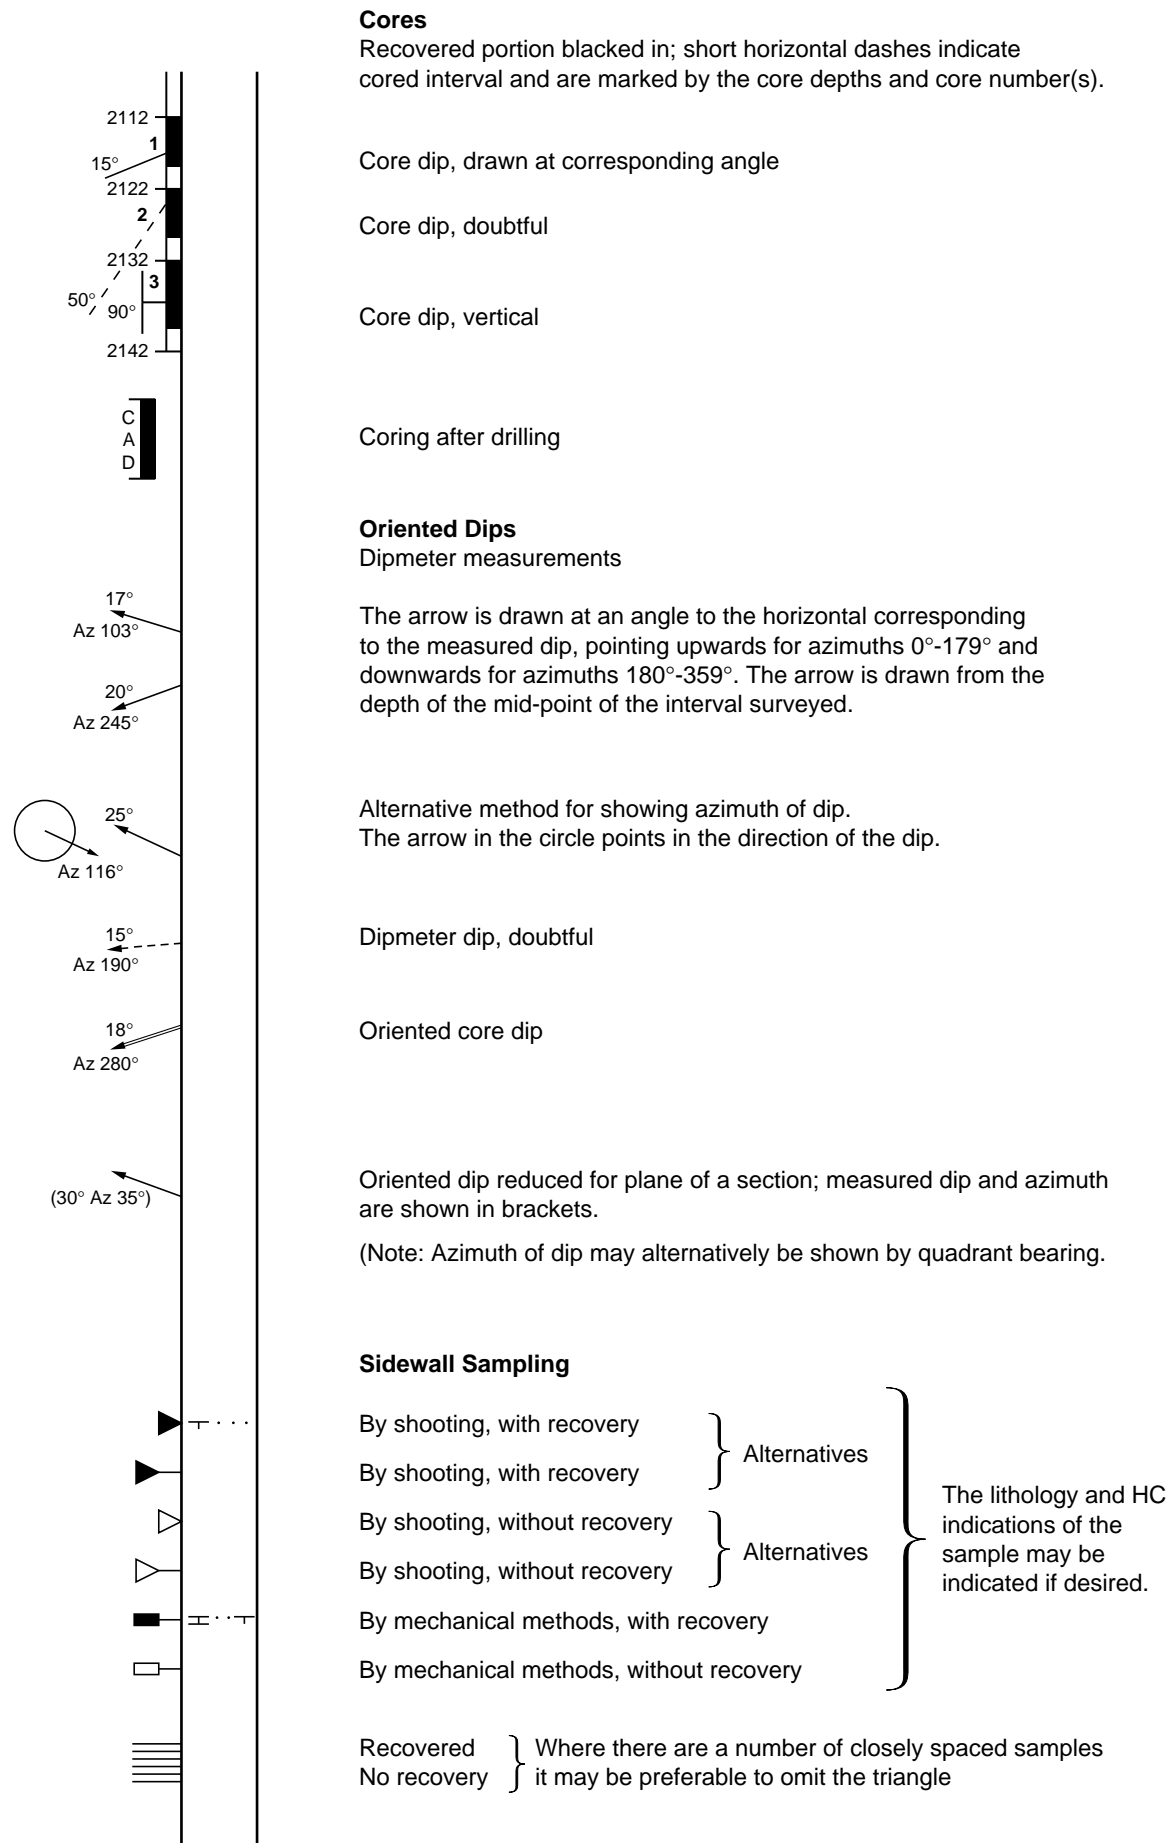 Cores
Recovered portion blacked in; short horizontal dashes indicate
cored interval and are marked by the core depths and core number(s).
2112
1
15°
Core dip, drawn at corresponding angle
2122
2
Core dip, doubtful
2132
3
50°
90°
Core dip, vertical
2142
C
A
D
Coring after drilling
Oriented Dips
Dipmeter measurements
17°
Az 103°
The arrow is drawn at an angle to the horizontal corresponding
to the measured dip, pointing upwards for azimuths 0°-179° and
downwards for azimuths 180°-359°. The arrow is drawn from the
depth of the mid-point of the interval surveyed.
20°
Az 245°
25°
Az 116°
Alternative method for showing azimuth of dip.
The arrow in the circle points in the direction of the dip.
15°
Az 190°
Dipmeter dip, doubtful
18°
Az 280°
Oriented core dip
(30° Az 35°)
Oriented dip reduced for plane of a section; measured dip and azimuth
are shown in brackets.
(Note: Azimuth of dip may alternatively be shown by quadrant bearing.
Sidewall Sampling
By shooting, with recovery
Alternatives
By shooting, with recovery
By shooting, without recovery
Alternatives
By shooting, without recovery
By mechanical methods, with recovery
By mechanical methods, without recovery
The lithology and HC
indications of the
sample may be
indicated if desired.
Recovered
No recovery
Where there are a number of closely spaced samples
it may be preferable to omit the triangle